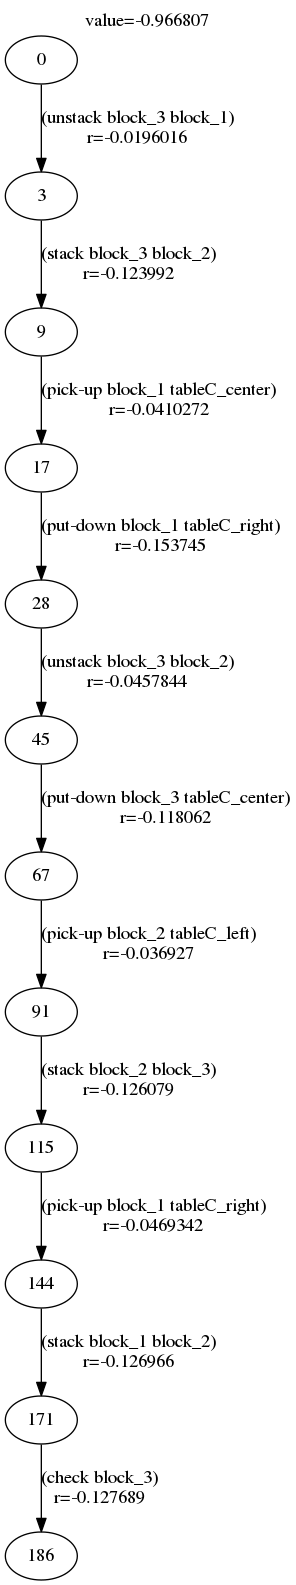 value=-0.966807
0
(unstack block_3 block_1)
r=-0.0196016
3
(stack block_3 block_2)
r=-0.123992
9
(pick-up block_1 tableC_center)
r=-0.0410272
17
(put-down block_1 tableC_right)
r=-0.153745
28
(unstack block_3 block_2)
r=-0.0457844
45
(put-down block_3 tableC_center)
r=-0.118062
67
(pick-up block_2 tableC_left)
r=-0.036927
91
(stack block_2 block_3)
r=-0.126079
115
(pick-up block_1 tableC_right)
r=-0.0469342
144
(stack block_1 block_2)
r=-0.126966
171
(check block_3)
r=-0.127689
186